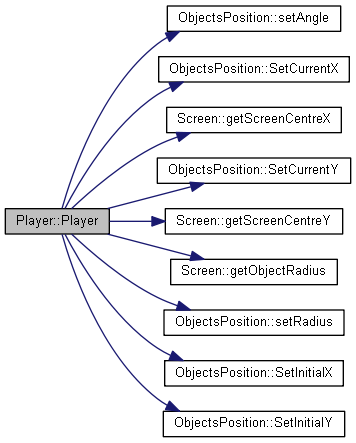 ObjectsPosition::setAngle
ObjectsPosition::SetCurrentX
Screen::getScreenCentreX
ObjectsPosition::SetCurrentY
Player::Player
Screen::getScreenCentreY
Screen::getObjectRadius
ObjectsPosition::setRadius
ObjectsPosition::SetInitialX
ObjectsPosition::SetInitialY